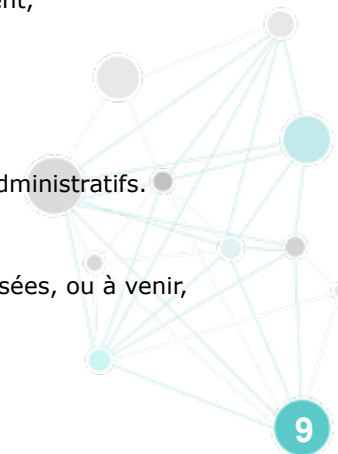 ent,
dministratifs.
sées, ou à venir,
9